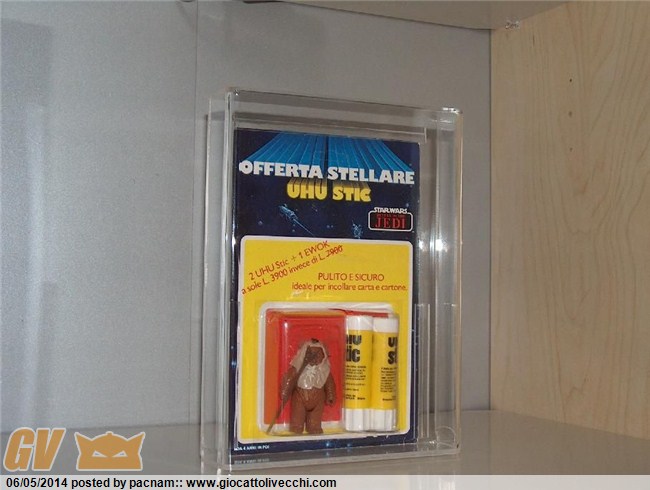 OFFERTA STELLARE
UHU STIC
STAR WARS
JEDI
2 UHU Stic + 1 EWOK
a sole L. 3900 invece di L. 7900
PULITO E SICURO
Ideale per incollare carta e cartone.
UHU
stic
GV
06/05/2014 posted by pacnam:: www.giocattolivecchi.com